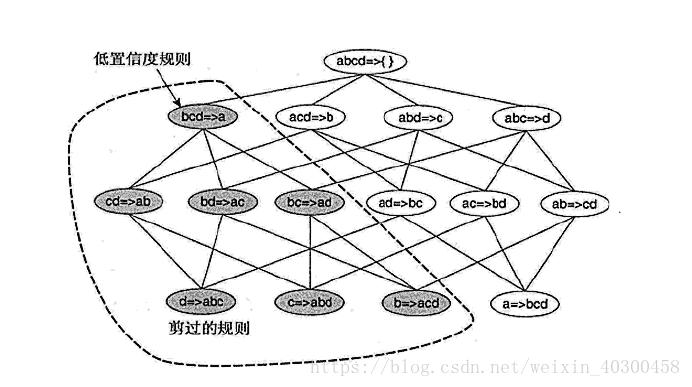 低置信度规则
abcd=>{ }
bcd=>a
acd=>b
abd=>c
abc=>d
cd=>ab
bd=>ac
bc=>ad
ad=>bc
ac=>bd
ab=>cd
d=>abc
c=>abd
b=>acd
a=>bcd
剪过的规则
https://blog.csdn.net/weixin_40300458